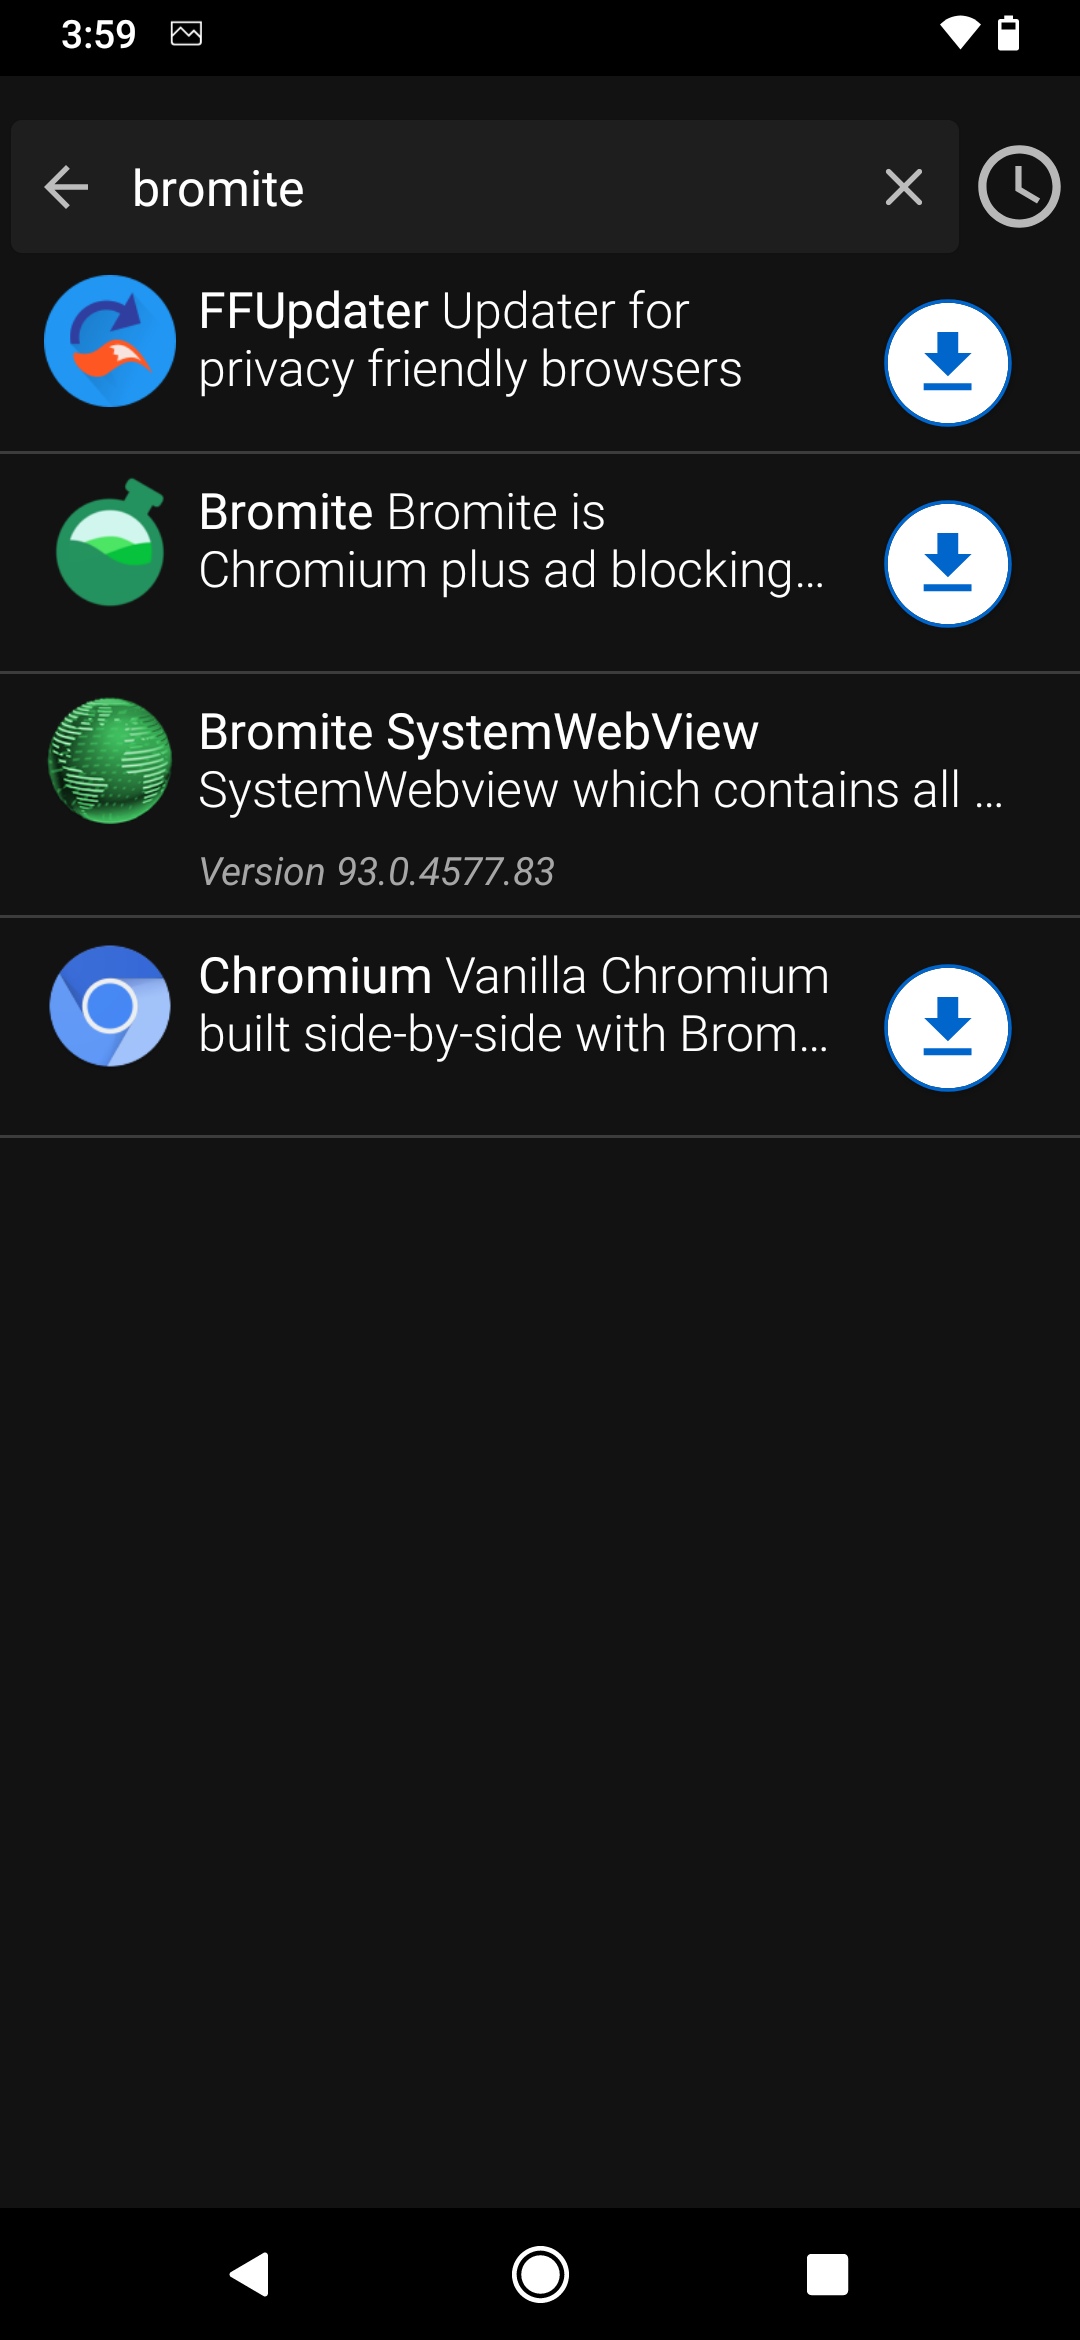 3:59
bromite
FFUpdater Updater for
privacy friendly browsers
Bromite Bromite is
Chromium plus ad blocking…
Bromite SystemWebView
SystemWebview which contains all …
Version 93.0.4577.83
Chromium Vanilla Chromium
built side-by-side with Brom…